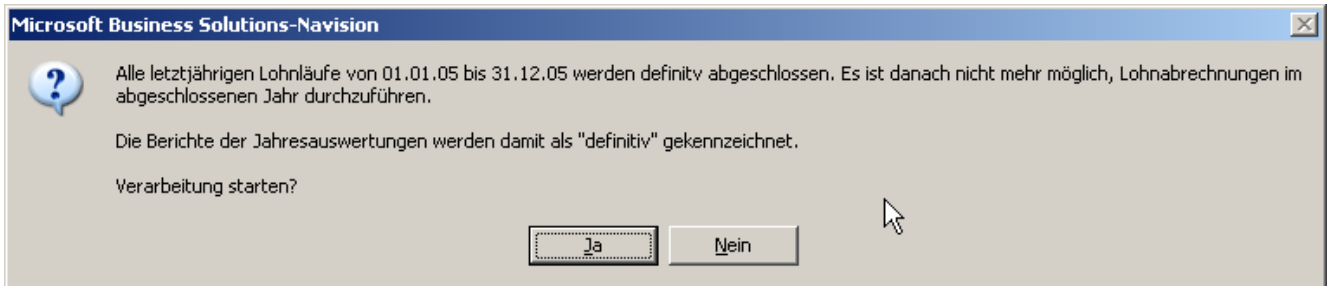 Microsoft Business Solutions-Navision
Alle letztjährigen Lohnläufe von 01.01.05 bis 31.12.05 werden definitv abgeschlossen. Es ist danach nicht mehr möglich, Lohnabrechnungen im
abgeschlossenen Jahr durchzuführen.
Die Berichte der Jahresauswertungen werden damit als "definitiv" gekennzeichnet.
Verarbeitung starten?
Ja Nein